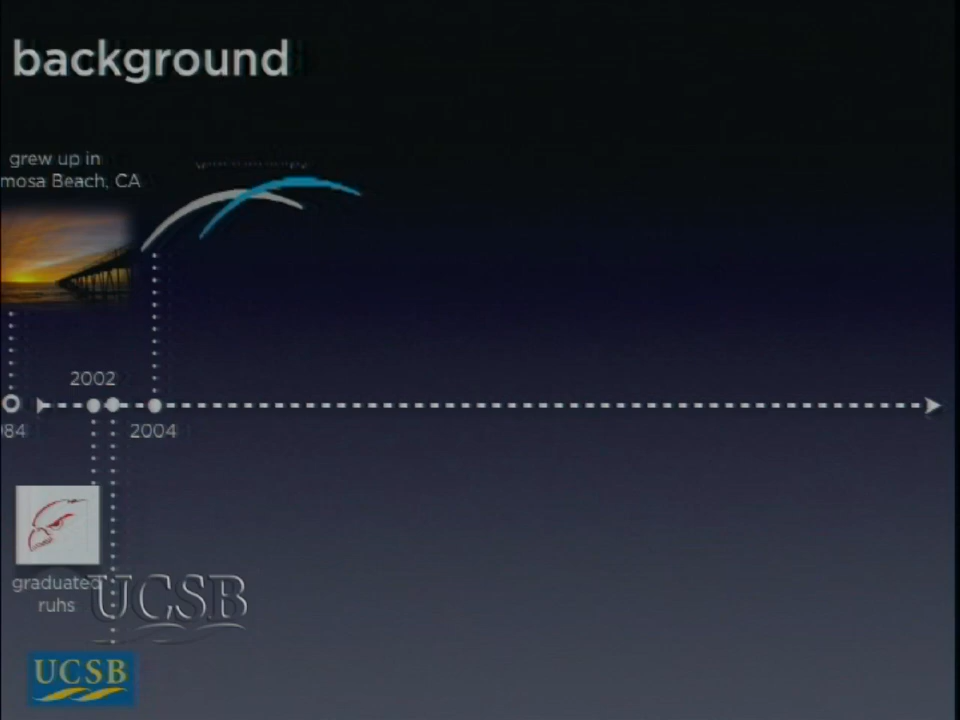 background
grew up in
mosa Beach, CA
2002
84
2004
graduated
ruhs
UCSB
UCSB